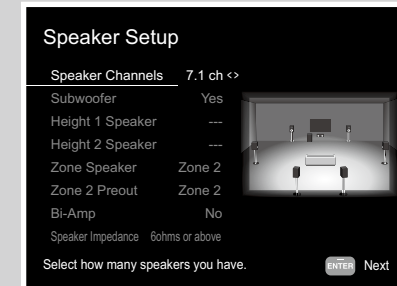 Speaker Setup
Speaker Channels 7.1 ch <>
Subwoofer Yes
Height 1 Speaker ---
Height 2 Speaker ---
Zone Speaker Zone 2
Zone 2 Preout Zone 2
Bi-Amp No
Speaker Impedance 6ohms or above
Select how many speakers you have. ENTER Next